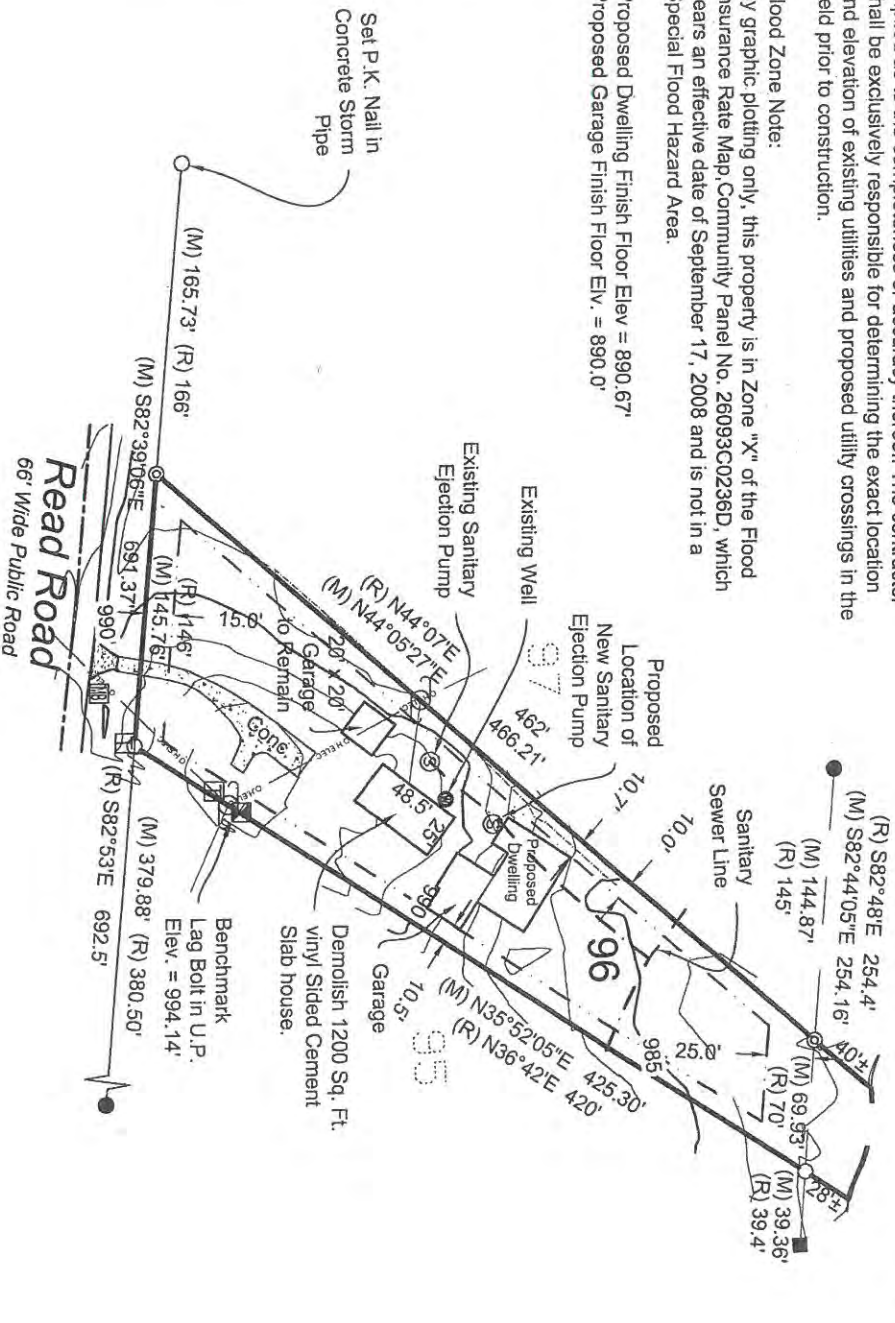 shall be exclusively responsible for determining the exact location
and elevation of existing utilities and proposed utility crossings in the
field prior to construction.
Flood Zone Note:
By graphic plotting only, this property is in Zone "X" of the Flood
Insurance Rate Map,Community Panel No. 26093C0236D, which
bears an effective date of September 17, 2008 and is not in a
Special Flood Hazard Area.
Proposed Dwelling Finish Floor Elev = 890.67'
Proposed Garage Finish Floor Elv. = 890.0'
Set P.K. Nail in
Concrete Storm
Pipe
(M) 165.73' (R) 166'
(M) S82°39'06"E 691.37'
(R) 146'
(M) 145.76'
990'
Read Road
66' Wide Public Road
(R) S82°53'E 692.5'
(M) 379.88' (R) 380.50'
15.0'
20' x 20'
Garage
to Remain
Conc.
OHELEC
Existing Sanitary
Ejection Pump
Existing Well
(R) N44°07'E
(M) N44°05'27"E
462'
466.21'
97
Proposed
Location of
New Sanitary
Ejection Pump
10.7'
10.0'
Sanitary
Sewer Line
S
W
S
48.5'
25'
Proposed
Dwelling
96
990
10.5'
95
Garage
Demolish 1200 Sq. Ft.
vinyl Sided Cement
Slab house.
Benchmark
Lag Bolt in U.P.
Elev. = 994.14'
(M) N35°52'05"E 425.30'
(R) N36°42'E 420'
985
25.0'
(R) S82°48'E 254.4'
(M) S82°44'05"E 254.16'
(M) 144.87'
(R) 145'
40'±
(M) 69.93'
(R) 70'
28'±
(M) 39.36'
(R) 39.4'